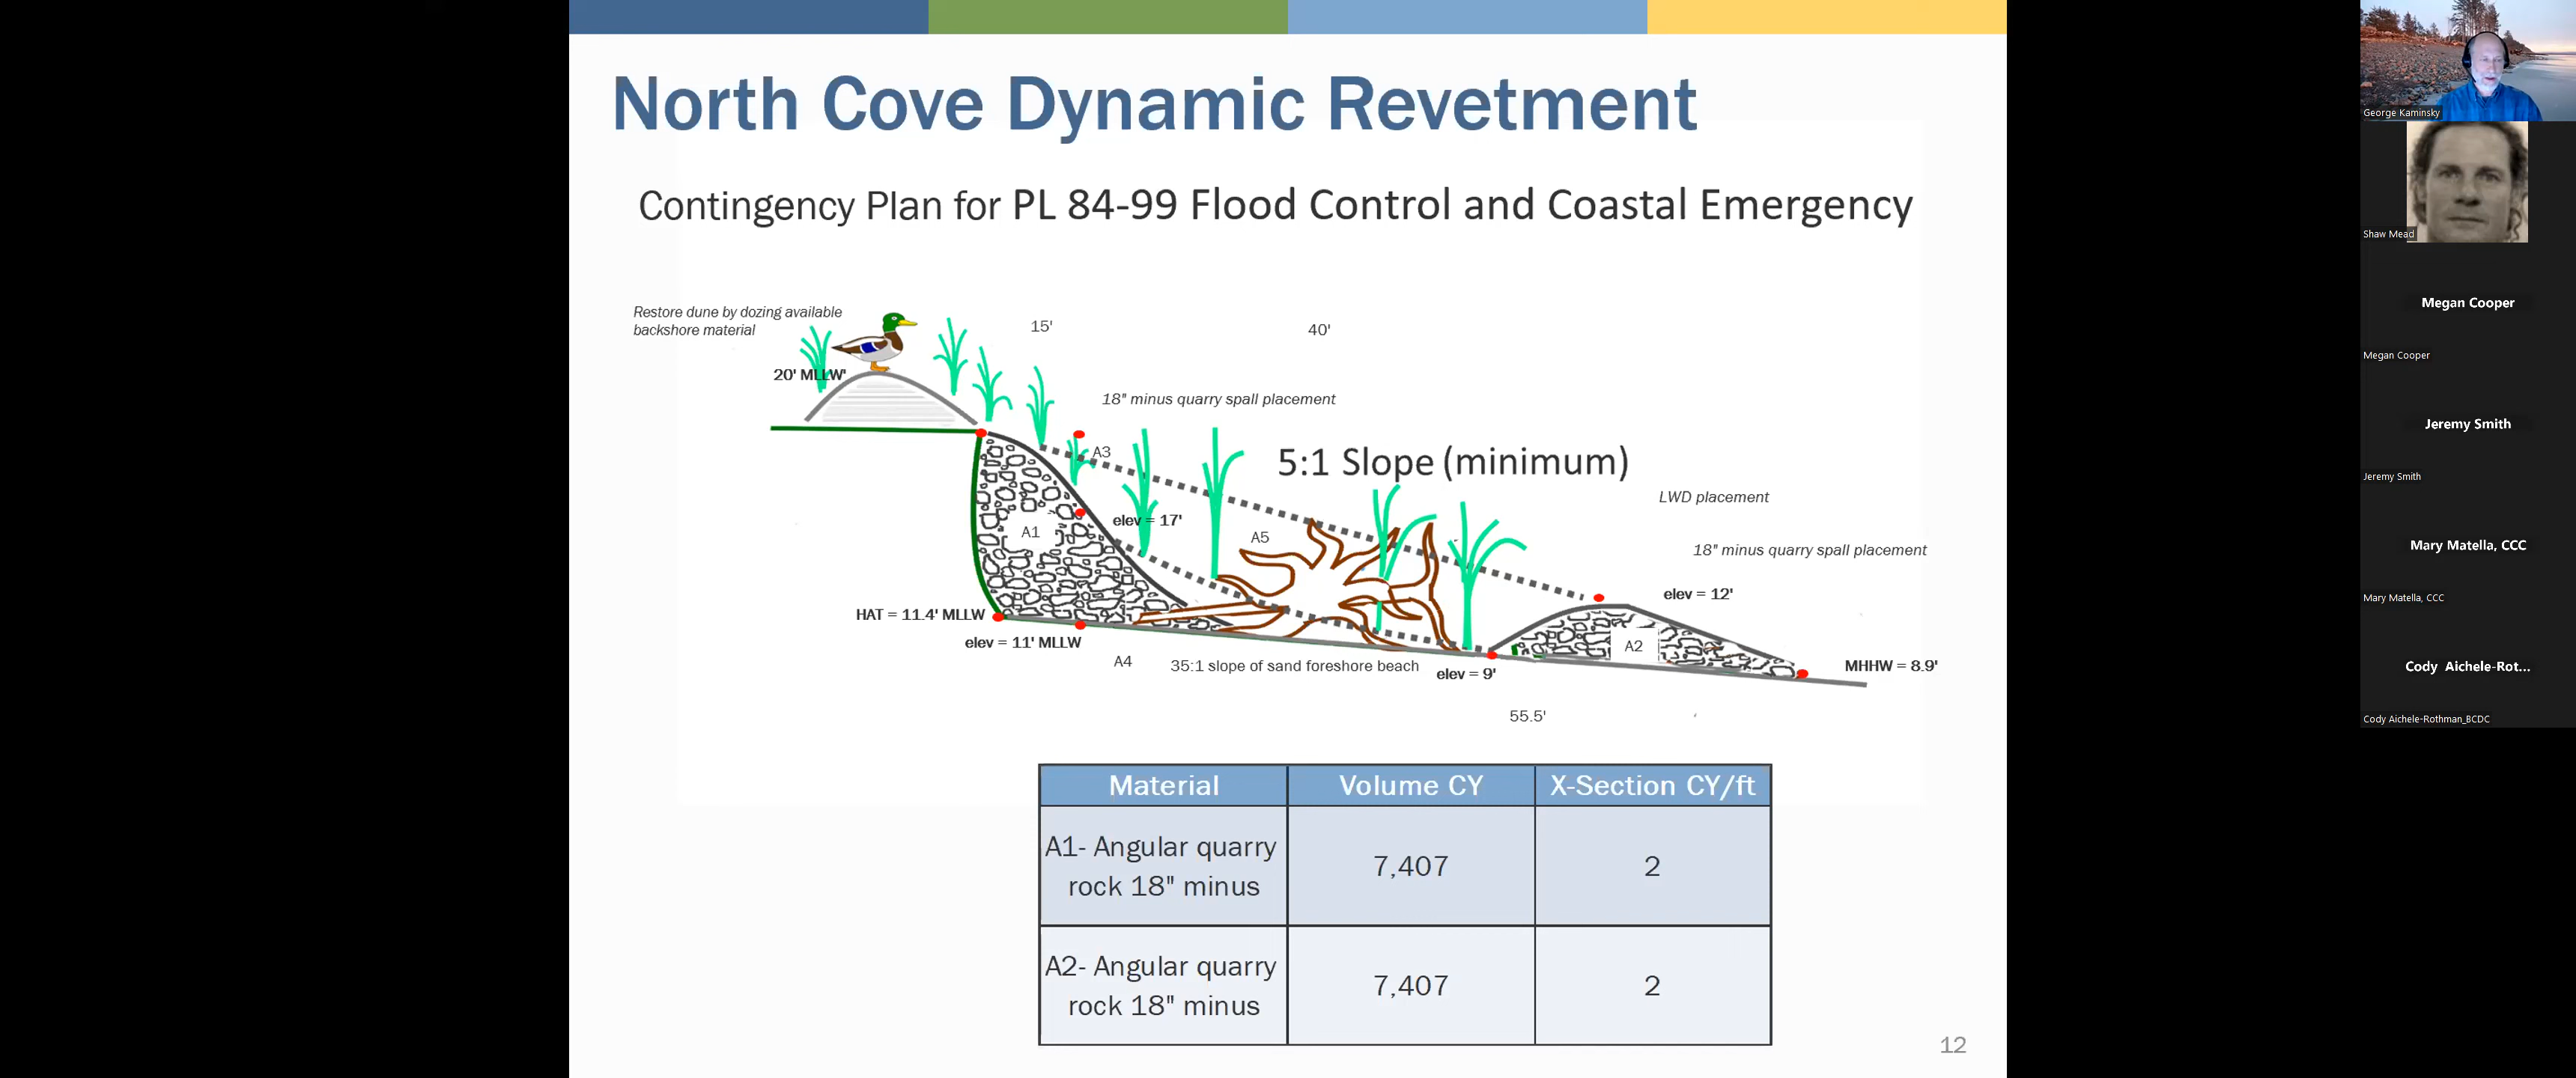 North Cove Dynamic Revetment
Contingency Plan for PL 84-99 Flood Control and Coastal Emergency
Restore dune by dozing available
backshore material
15'
40'
20' MLLW'
18" minus quarry spall placement
A3
5:1 Slope (minimum)
LWD placement
elev = 17'
A1
A5
18" minus quarry spall placement
elev = 12'
HAT = 11.4' MLLW
elev = 11' MLLW
A4
35:1 slope of sand foreshore beach
elev = 9'
A2
MHHW = 8.9'
55.5'
Material
Volume CY
X-Section CY/ft
A1- Angular quarry
rock 18" minus
7,407
2
A2- Angular quarry
rock 18" minus
7,407
2
12
George Kaminsky
Shaw Mead
Megan Cooper
Megan Cooper
Jeremy Smith
Jeremy Smith
Mary Matella, CCC
Mary Matella, CCC
Cody Aichele-Rot...
Cody Aichele-Rothman_BCDC